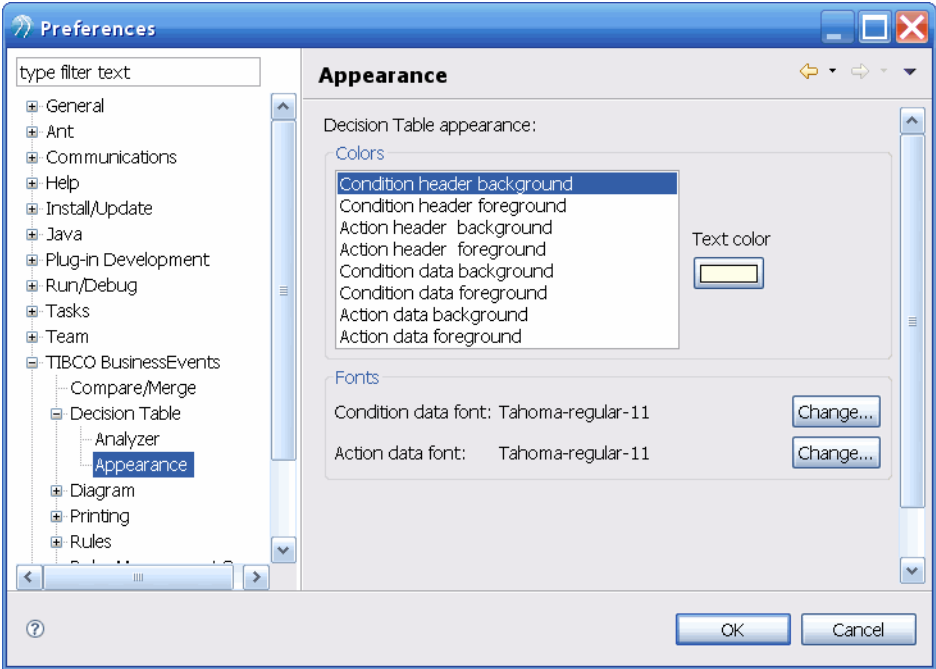 Preferences
type filter text
General
Ant
Communications
Help
Install/Update
Java
Plug-in Development
Run/Debug
Tasks
Team
TIBCO BusinessEvents
Compare/Merge
Decision Table
Analyzer
Appearance
Diagram
Printing
Rules
Appearance
Decision Table appearance:
Colors
Condition header background
Condition header foreground
Action header  background
Action header  foreground
Condition data background
Condition data foreground
Action data background
Action data foreground
Text color
Fonts
Condition data font: Tahoma-regular-11 Change...
Action data font: Tahoma-regular-11 Change...
OK Cancel